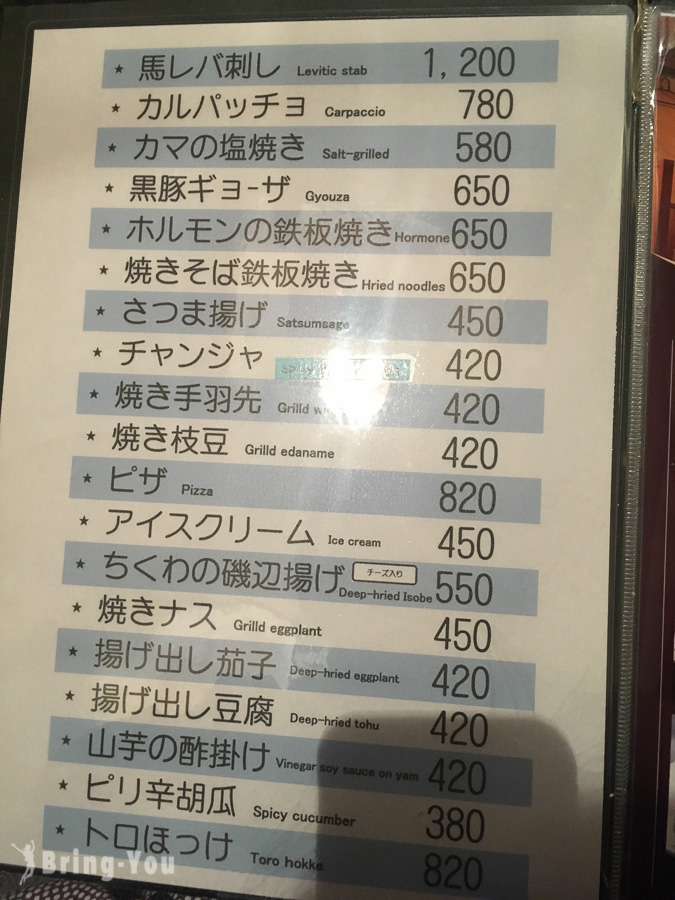 ★ 馬レバ刺し Levitic stab 1,200
★ カルパッチョ Carpaccio 780
★ カマの塩焼き Salt-grilled 580
★ 黒豚ギョーザ Gyouza 650
★ ホルモンの鉄板焼き Hormone 650
★ 焼きそば鉄板焼き Hried noodles 650
★ さつま揚げ Satsumaage 450
★ チャンジャ 420
★ 焼き手羽先 Grilld 420
★ 焼き枝豆 Grilld edaname 420
★ ピザ Pizza 820
★ アイスクリーム Ice cream 450
★ ちくわの磯辺揚げ チーズ入り Deep-hried Isobe 550
★ 焼きナス Grilld eggplant 450
★ 揚げ出し茄子 Deep-hried eggplant 420
★ 揚げ出し豆腐 Deep-hried tohu 420
★ 山芋の酢掛け Vinegar soy sauce on yam 420
★ ピリ辛胡瓜 Spicy cucumber 380
★ トロほっけ Toro hokke 820
Bring-You